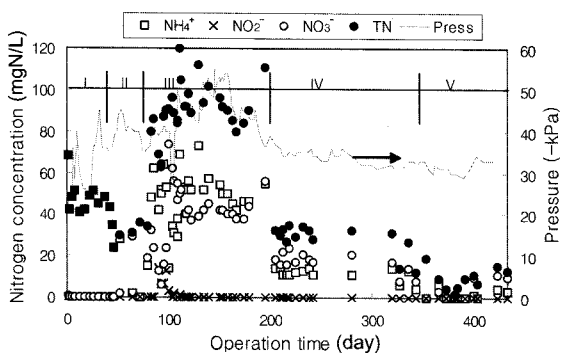 NH₄⁺ NO₂⁻ NO₃⁻ TN Press
Nitrogen concentration (mgN/L)
120
100
80
60
40
20
0
I II III IV V
60
50
40
30
20
10
0
Pressure (−kPa)
0 100 200 300 400
Operation time (day)